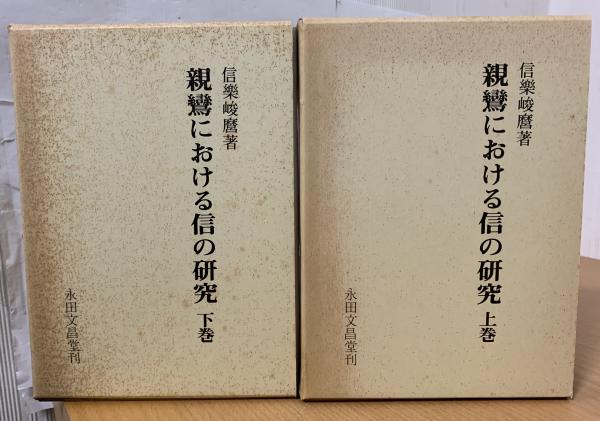 信樂峻麿著
親鸞における信の研究 上巻
永田文昌堂刊
信樂峻麿著
親鸞における信の研究 下巻
永田文昌堂刊